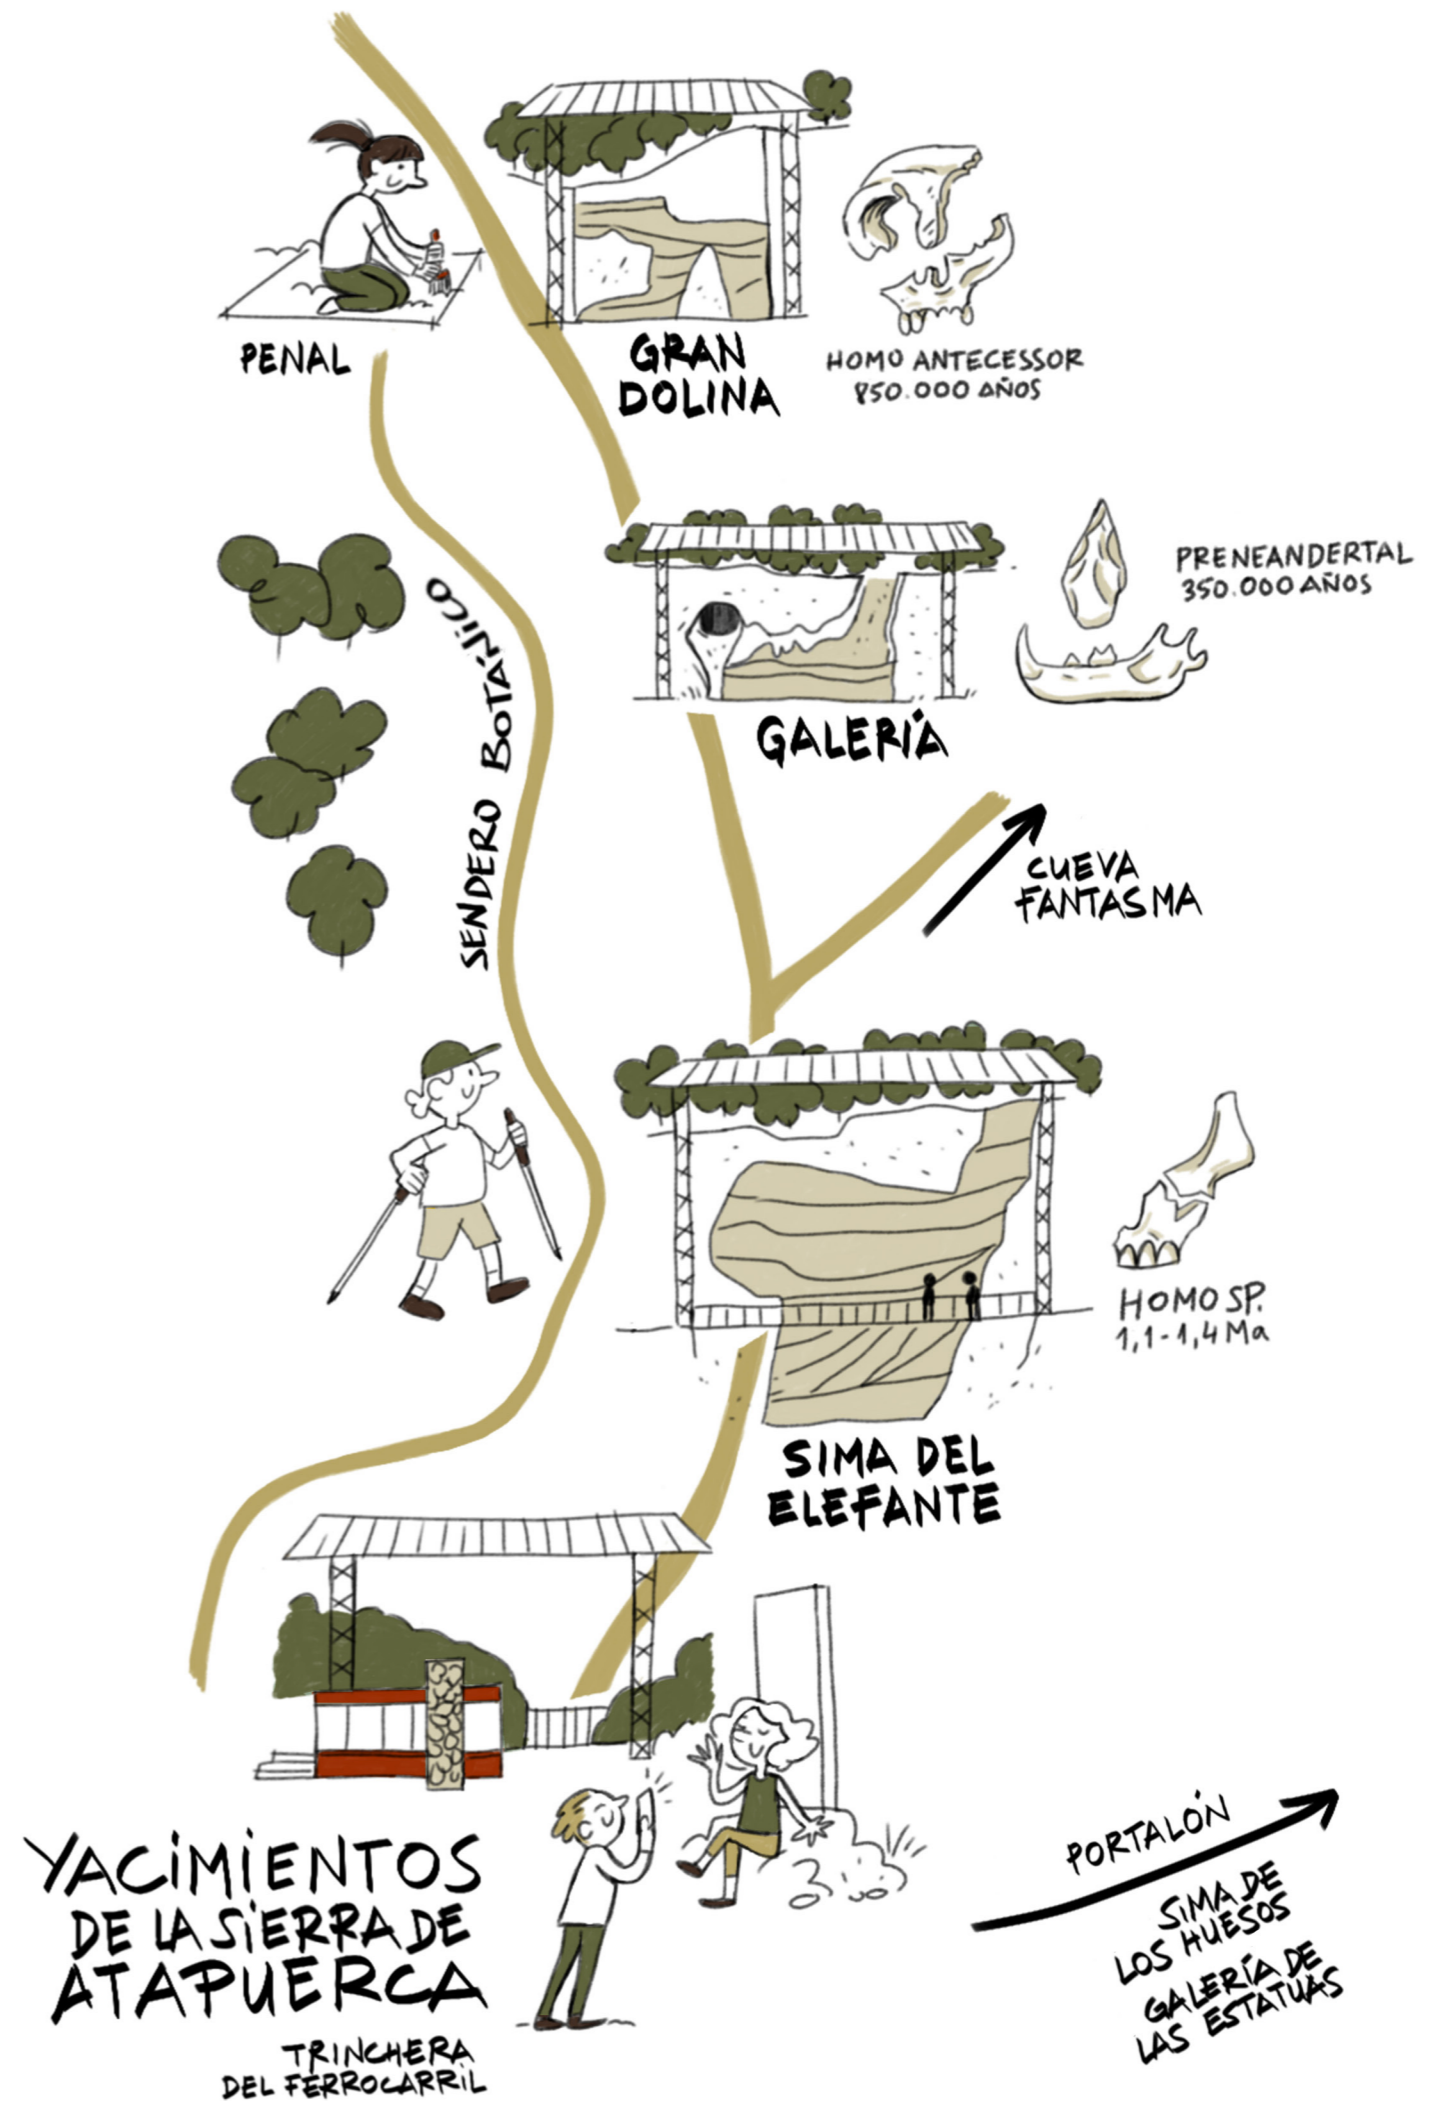 PENAL
GRAN
DOLINA
HOMO ANTECESSOR
850.000 AÑOS
SENDERO BOTÁNICO
PRENEANDERTAL
350.000 AÑOS
GALERÍA
CUEVA
FANTASMA
HOMO SP.
1,1-1,4 Ma
SIMA DEL
ELEFANTE
YACIMIENTOS
DE LA SIERRA DE
ATAPUERCA
TRINCHERA
DEL FERROCARRIL
PORTALÓN
SIMA DE
LOS HUESOS
GALERÍA DE
LAS ESTATUAS